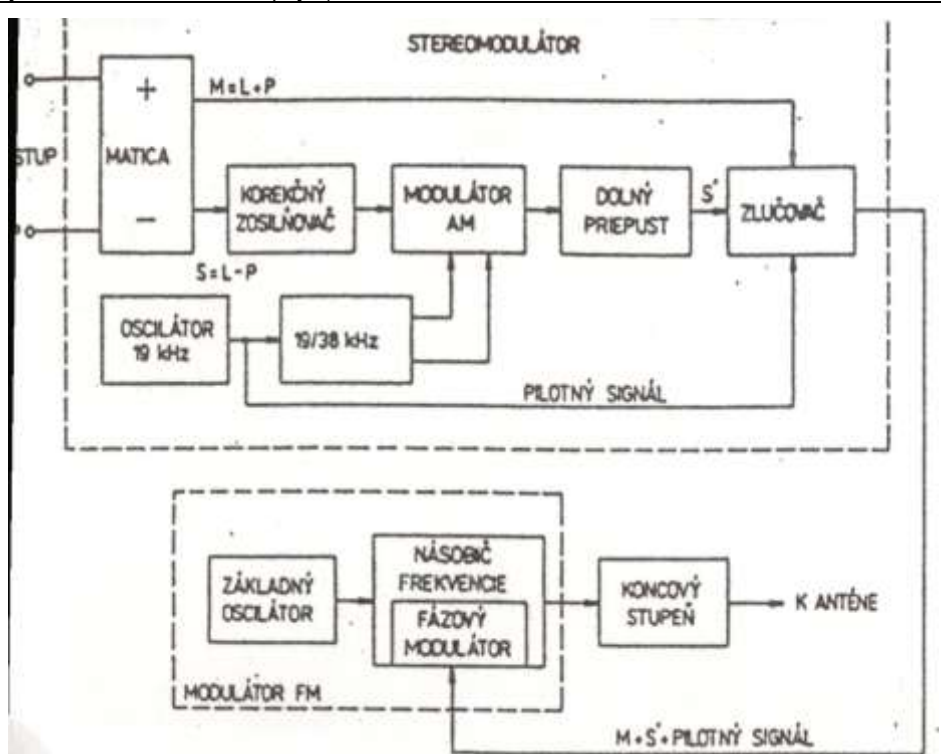 STEREOMODULÁTOR
M = L + P
+
MATICA
−
STUP
KOREKČNÝ
ZOSILŇOVAČ
MODULÁTOR
AM
DOLNÝ
PRIEPUST
S'
ZLUČOVAČ
S = L − P
OSCILÁTOR
19 kHz
19/38 kHz
PILOTNÝ SIGNÁL
ZÁKLADNÝ
OSCILÁTOR
NÁSOBIČ
FREKVENCIE
FÁZOVÝ
MODULÁTOR
KONCOVÝ
STUPEŇ
K ANTÉNE
MODULÁTOR FM
M + S' + PILOTNÝ SIGNÁL